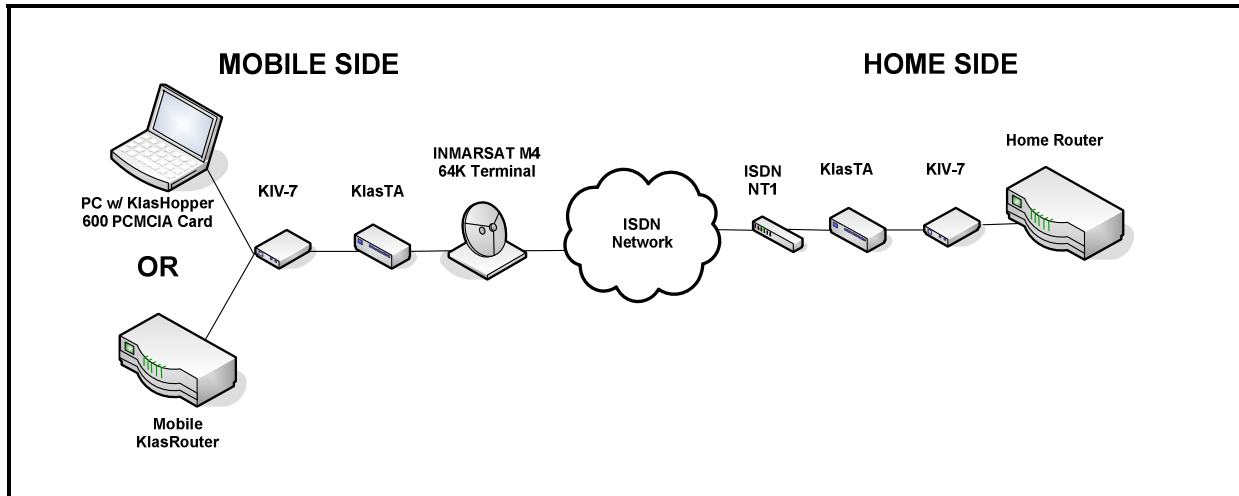 MOBILE SIDE
HOME SIDE
PC w/ KlasHopper
600 PCMCIA Card
OR
Mobile
KlasRouter
KIV-7
KlasTA
INMARSAT M4
64K Terminal
ISDN
Network
ISDN
NT1
KlasTA
KIV-7
Home Router